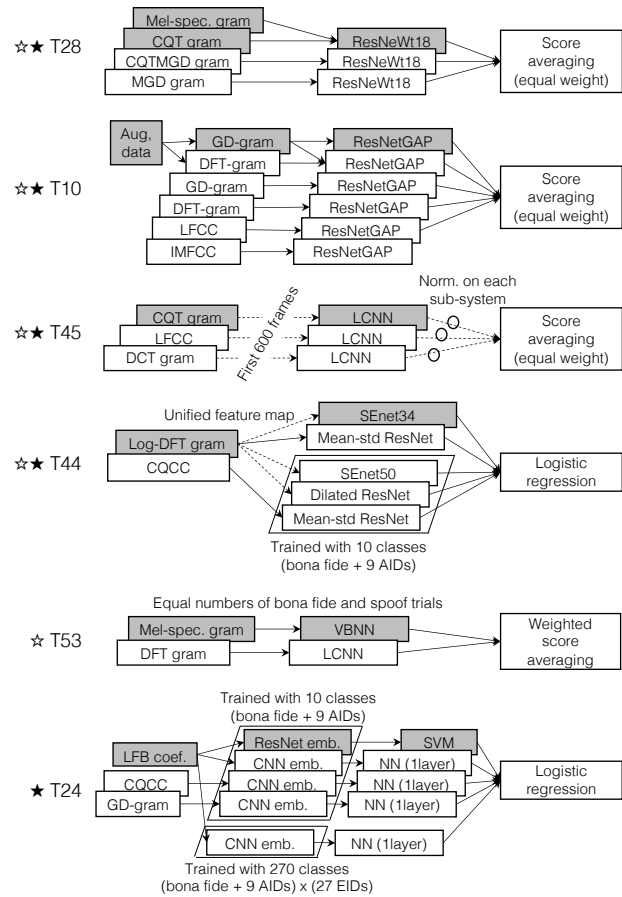 ☆★ T28
Mel-spec. gram
CQT gram
CQTMGD gram
MGD gram
ResNeWt18
ResNeWt18
ResNeWt18
Score
averaging
(equal weight)
☆★ T10
Aug,
data
GD-gram
DFT-gram
GD-gram
DFT-gram
LFCC
IMFCC
ResNetGAP
ResNetGAP
ResNetGAP
ResNetGAP
ResNetGAP
ResNetGAP
Score
averaging
(equal weight)
☆★ T45
CQT gram
LFCC
DCT gram
First 600 frames
LCNN
LCNN
LCNN
Norm. on each
sub-system
Score
averaging
(equal weight)
☆★ T44
Unified feature map
Log-DFT gram
CQCC
SEnet34
Mean-std ResNet
SEnet50
Dilated ResNet
Mean-std ResNet
Trained with 10 classes
(bona fide + 9 AIDs)
Logistic
regression
☆ T53
Equal numbers of bona fide and spoof trials
Mel-spec. gram
DFT gram
VBNN
LCNN
Weighted
score
averaging
★ T24
Trained with 10 classes
(bona fide + 9 AIDs)
LFB coef.
CQCC
GD-gram
ResNet emb.
CNN emb.
CNN emb.
CNN emb.
CNN emb.
SVM
NN (1layer)
NN (1layer)
NN (1layer)
NN (1layer)
Logistic
regression
Trained with 270 classes
(bona fide + 9 AIDs) x (27 EIDs)